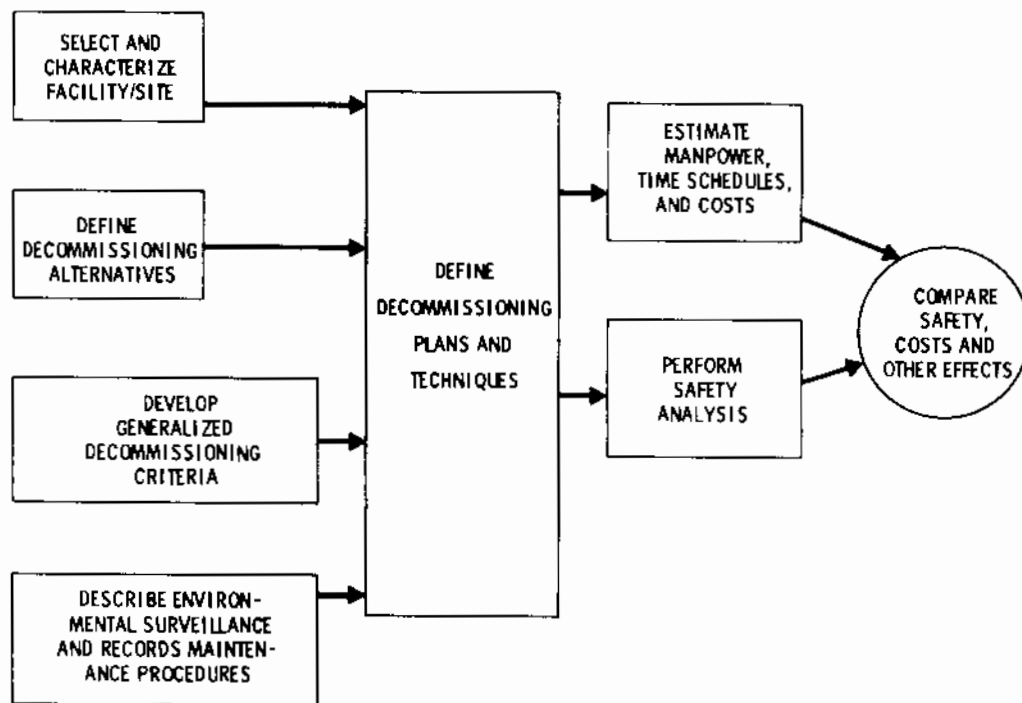 SELECT AND
CHARACTERIZE
FACILITY/SITE
DEFINE
DECOMMISSIONING
ALTERNATIVES
DEVELOP
GENERALIZED
DECOMMISSIONING
CRITERIA
DESCRIBE ENVIRON-
MENTAL SURVEILLANCE
AND RECORDS MAINTEN-
ANCE PROCEDURES
DEFINE
DECOMMISSIONING
PLANS AND
TECHNIQUES
ESTIMATE
MANPOWER,
TIME SCHEDULES,
AND COSTS
PERFORM
SAFETY
ANALYSIS
COMPARE
SAFETY,
COSTS AND
OTHER EFFECTS